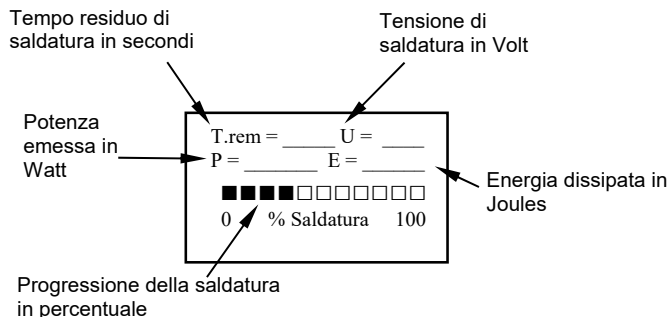 Tempo residuo di
saldatura in secondi
Tensione di
saldatura in Volt
Potenza
emessa in
Watt
T.rem = ____ U = ____
P = _______ E = ______
Energia dissipata in
Joules
0 % Saldatura 100
Progressione della saldatura
in percentuale